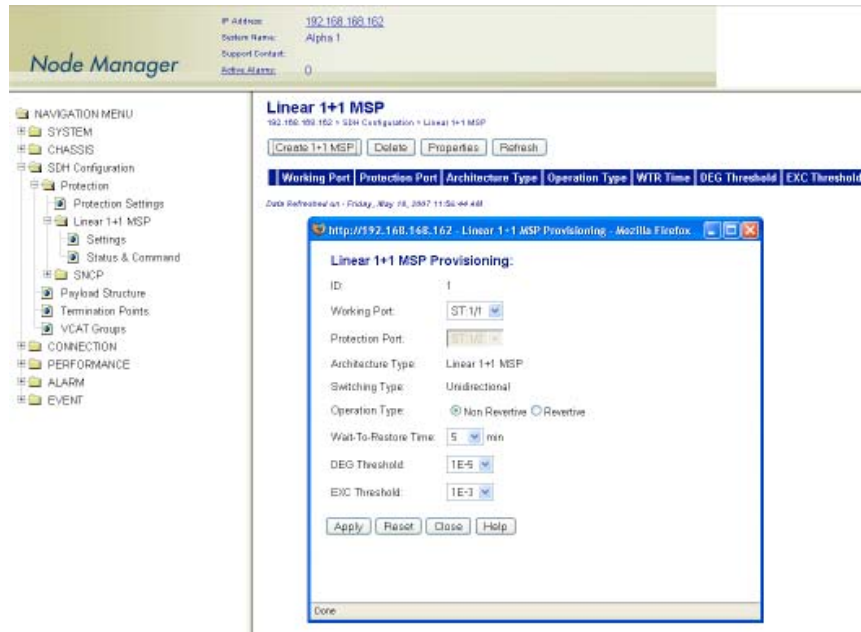 Node Manager
IP Address: 192.168.168.162
System Name: Alpha 1
Support Contact:
Active Alarms: 0
NAVIGATION MENU
SYSTEM
CHASSIS
SDH Configuration
Protection
Protection Settings
Linear 1+1 MSP
Settings
Status & Command
SNCP
Payload Structure
Termination Points
VCAT Groups
CONNECTION
PERFORMANCE
ALARM
EVENT
Linear 1+1 MSP
192.168.168.162 > SDH Configuration > Linear 1+1 MSP
Create 1+1 MSP Delete Properties Refresh
Working Port Protection Port Architecture Type Operation Type WTR Time DEG Threshold EXC Threshold
Data Refreshed on - Friday, May 18, 2007 11:56:44 AM
http://192.168.168.162 - Linear 1+1 MSP Provisioning - Mozilla Firefox
Linear 1+1 MSP Provisioning:
ID: 1
Working Port: ST:1/1
Protection Port: ST:1/2
Architecture Type: Linear 1+1 MSP
Switching Type: Unidirectional
Operation Type: Non Revertive Revertive
Wait-To-Restore Time: 5 min
DEG Threshold:
EXC Threshold: 1E-3
Apply Reset Close Help
Done